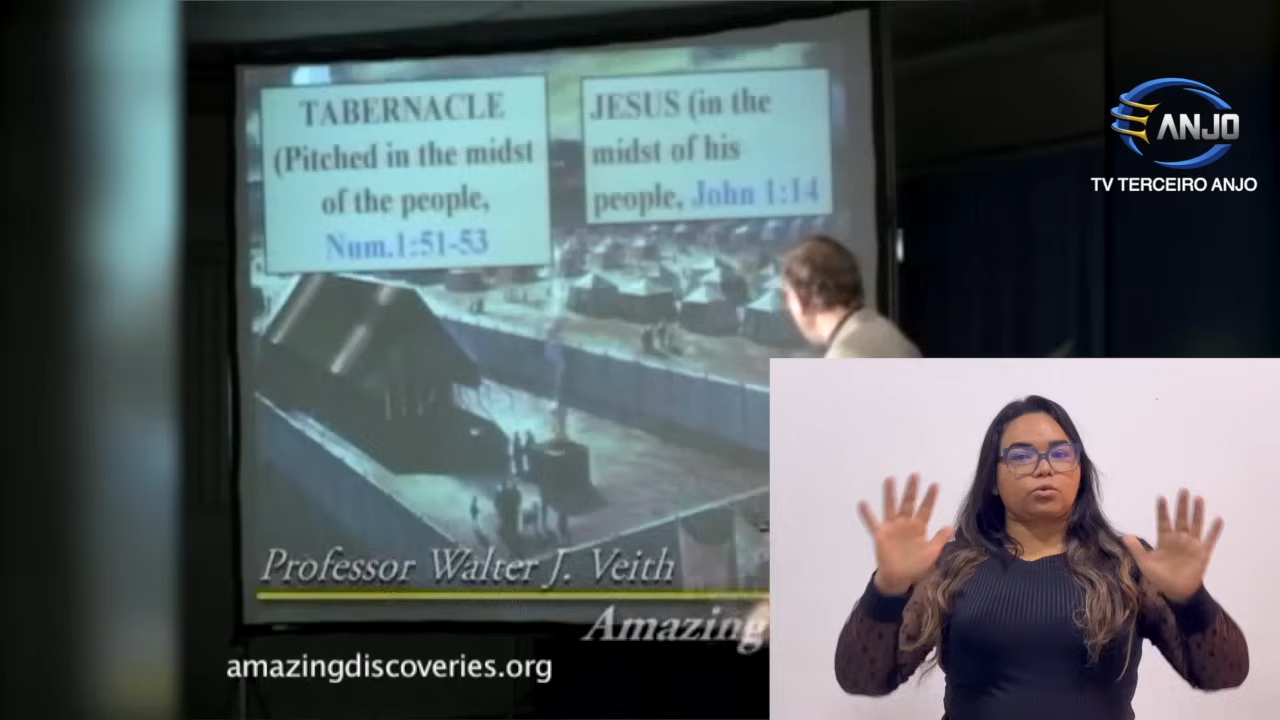 TABERNACLE
(Pitched in the midst
of the people,
Num.1:51-53
JESUS (in the
midst of his
people, John 1:14
ANJO
TV TERCEIRO ANJO
Professor Walter J. Veith
Amazing
amazingdiscoveries.org